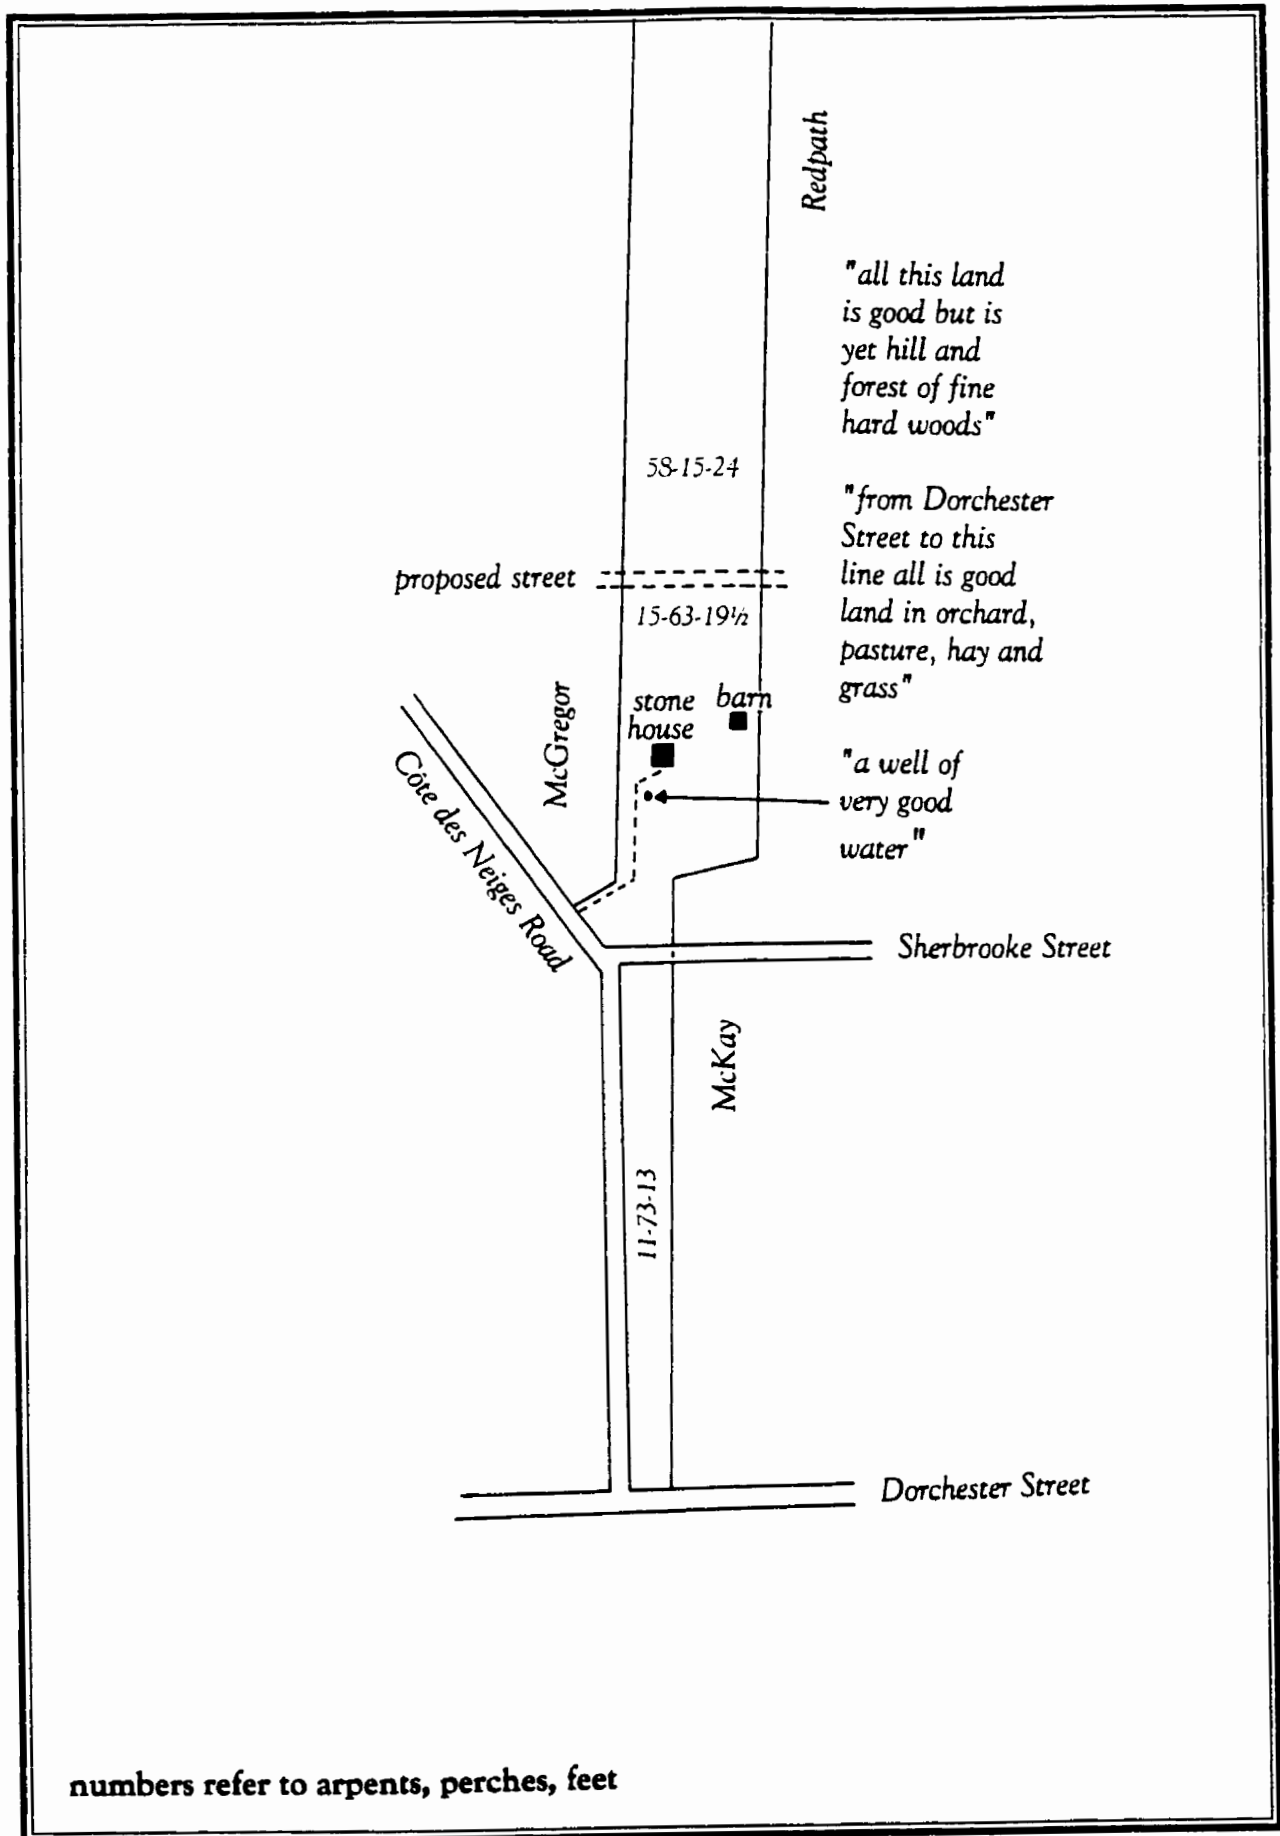 Redpath
"all this land
is good but is
yet hill and
forest of fine
hard woods"
58-15-24
"from Dorchester
Street to this
line all is good
land in orchard,
pasture, hay and
grass"
proposed street
15-63-19½
McGregor
stone
house
barn
"a well of
very good
water"
Côte des Neiges Road
Sherbrooke Street
McKay
11-73-13
Dorchester Street
numbers refer to arpents, perches, feet